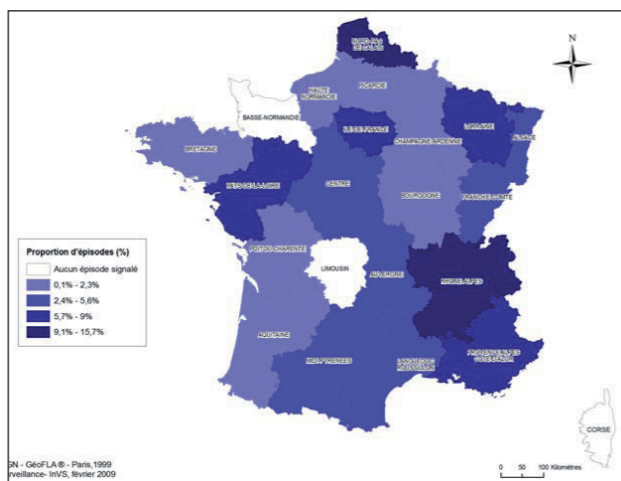 N
NORD-PAS
DE CALAIS
PICARDIE
HAUTE
NORMANDIE
BASSE-NORMANDIE
LORRAINE
ILE-DE-FRANCE
ALSACE
CHAMPAGNE-ARDENNE
BRETAGNE
PAYS-DE-LA-LOIRE
CENTRE
BOURGOGNE
FRANCHE-COMTE
Proportion d'épisodes (%)
Aucun épisode signalé
0,1% - 2,3%
2,4% - 5,6%
5,7% - 9%
9,1% - 15,7%
POITOU-CHARENTE
LIMOUSIN
AUVERGNE
RHONE-ALPES
AQUITAINE
MIDI-PYRENEES
LANGUEDOC
ROUSSILLON
PROVENCE ALPES
COTE D'AZUR
CORSE
GN - GéoFLA® - Paris,1999
rveillance- InVS, février 2009
0 50 100 Kilomètres